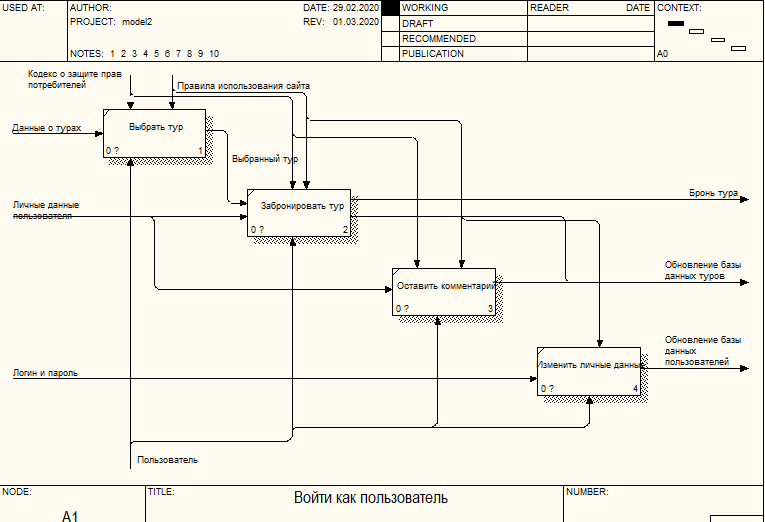 USED AT:
AUTHOR:
DATE: 29.02.2020
WORKING
READER
DATE
CONTEXT:
PROJECT: model2
REV: 01.03.2020
DRAFT
RECOMMENDED
NOTES: 1 2 3 4 5 6 7 8 9 10
PUBLICATION
A0
Кодекс о защите прав
потребителей
Правила использования сайта
Данные о турах
Выбрать тур
0 ?
1
Выбранный тур
Личные данные
пользователя
Забронировать тур
0 ?
2
Бронь тура
Обновление базы
данных туров
Оставить комментарий
0 ?
3
Обновление базы
данных
пользователей
Логин и пароль
Изменить личные данные
0 ?
4
Пользователь
NODE:
TITLE:
NUMBER:
Войти как пользователь
A1